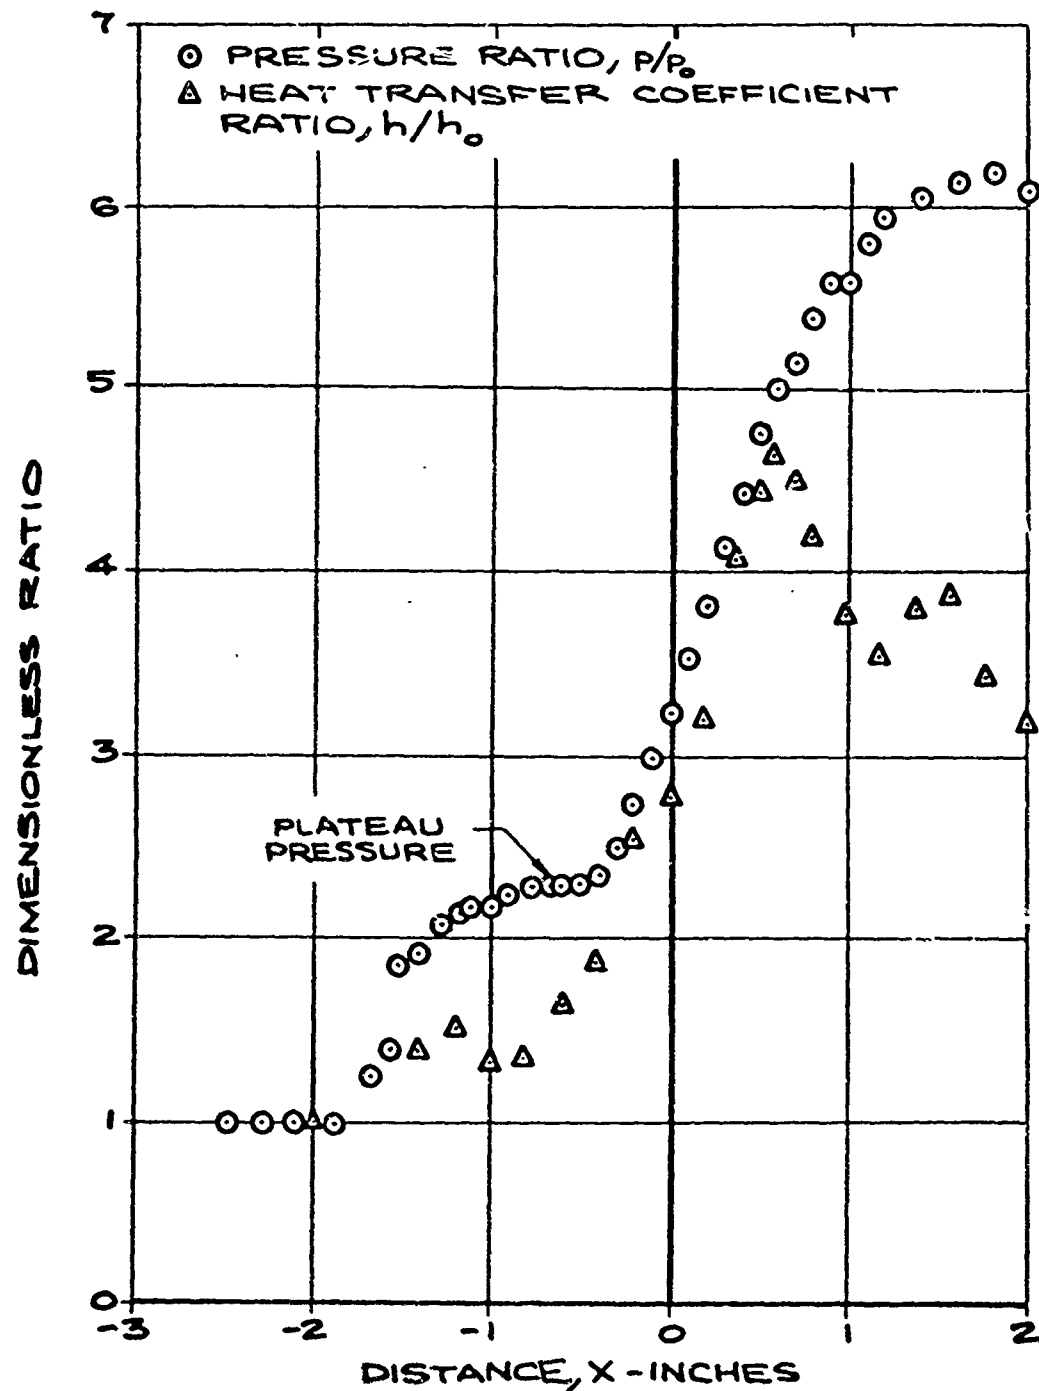 7
⊙ PRESSURE RATIO, P/P₀
△ HEAT TRANSFER COEFFICIENT
RATIO, h/h₀
6
5
4
3
2
1
0
DIMENSIONLESS RATIO
PLATEAU
PRESSURE
-3 -2 -1 0 1 2
DISTANCE, X - INCHES